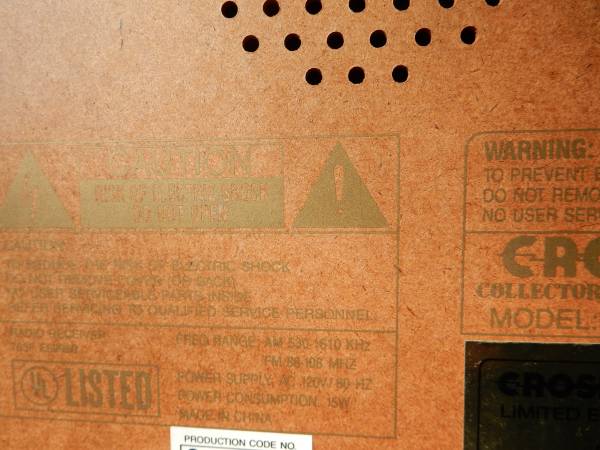 CAUTION
RISK OF ELECTRIC SHOCK
DO NOT OPEN
CAUTION:
TO REDUCE THE RISK OF ELECTRIC SHOCK
DO NOT REMOVE COVER (OR BACK)
NO USER SERVICEABLE PARTS INSIDE
REFER SERVICING TO QUALIFIED SERVICE PERSONNEL
RADIO RECEIVER
UL LISTED
FREQ RANGE: AM 530-1610 KHz
FM 88-108 MHZ
POWER SUPPLY, AC 120V/60 HZ
POWER CONSUMPTION, 15W
MADE IN CHINA
PRODUCTION CODE NO.
WARNING:
TO PREVENT
DO NOT REMO
NO USER SER
CRO
COLLECTOR
MODEL:
CROS
LIMITED E